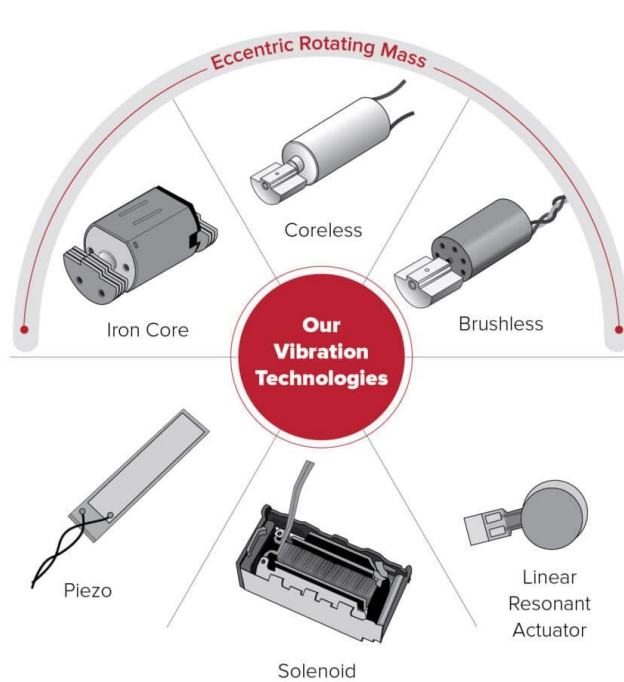 Eccentric Rotating Mass
Coreless
Iron Core
Brushless
Our
Vibration
Technologies
Piezo
Linear
Resonant
Actuator
Solenoid